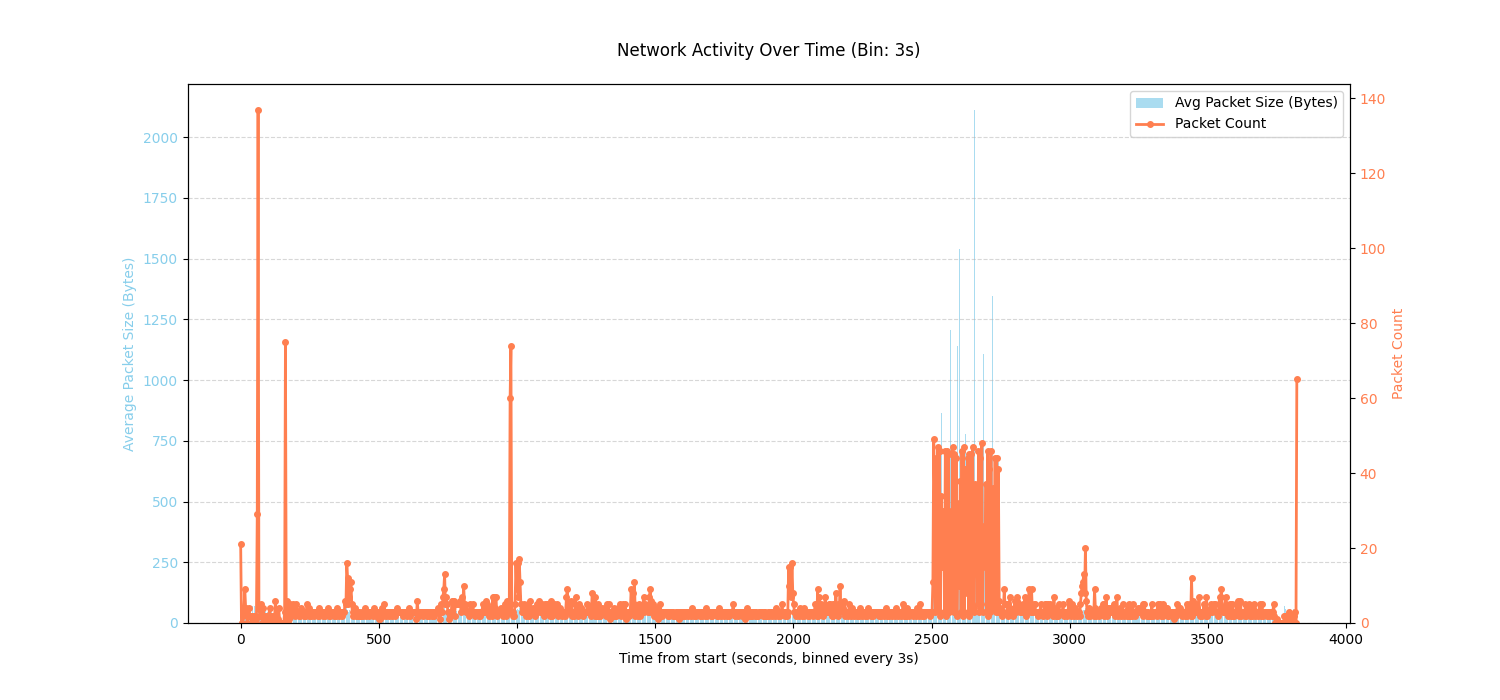 Network Activity Over Time (Bin: 3s)
Avg Packet Size (Bytes)
Packet Count
Average Packet Size (Bytes)
2000
1750
1500
1250
1000
750
500
250
0
140
120
100
80
60
40
20
0
Packet Count
0 500 1000 1500 2000 2500 3000 3500 4000
Time from start (seconds, binned every 3s)